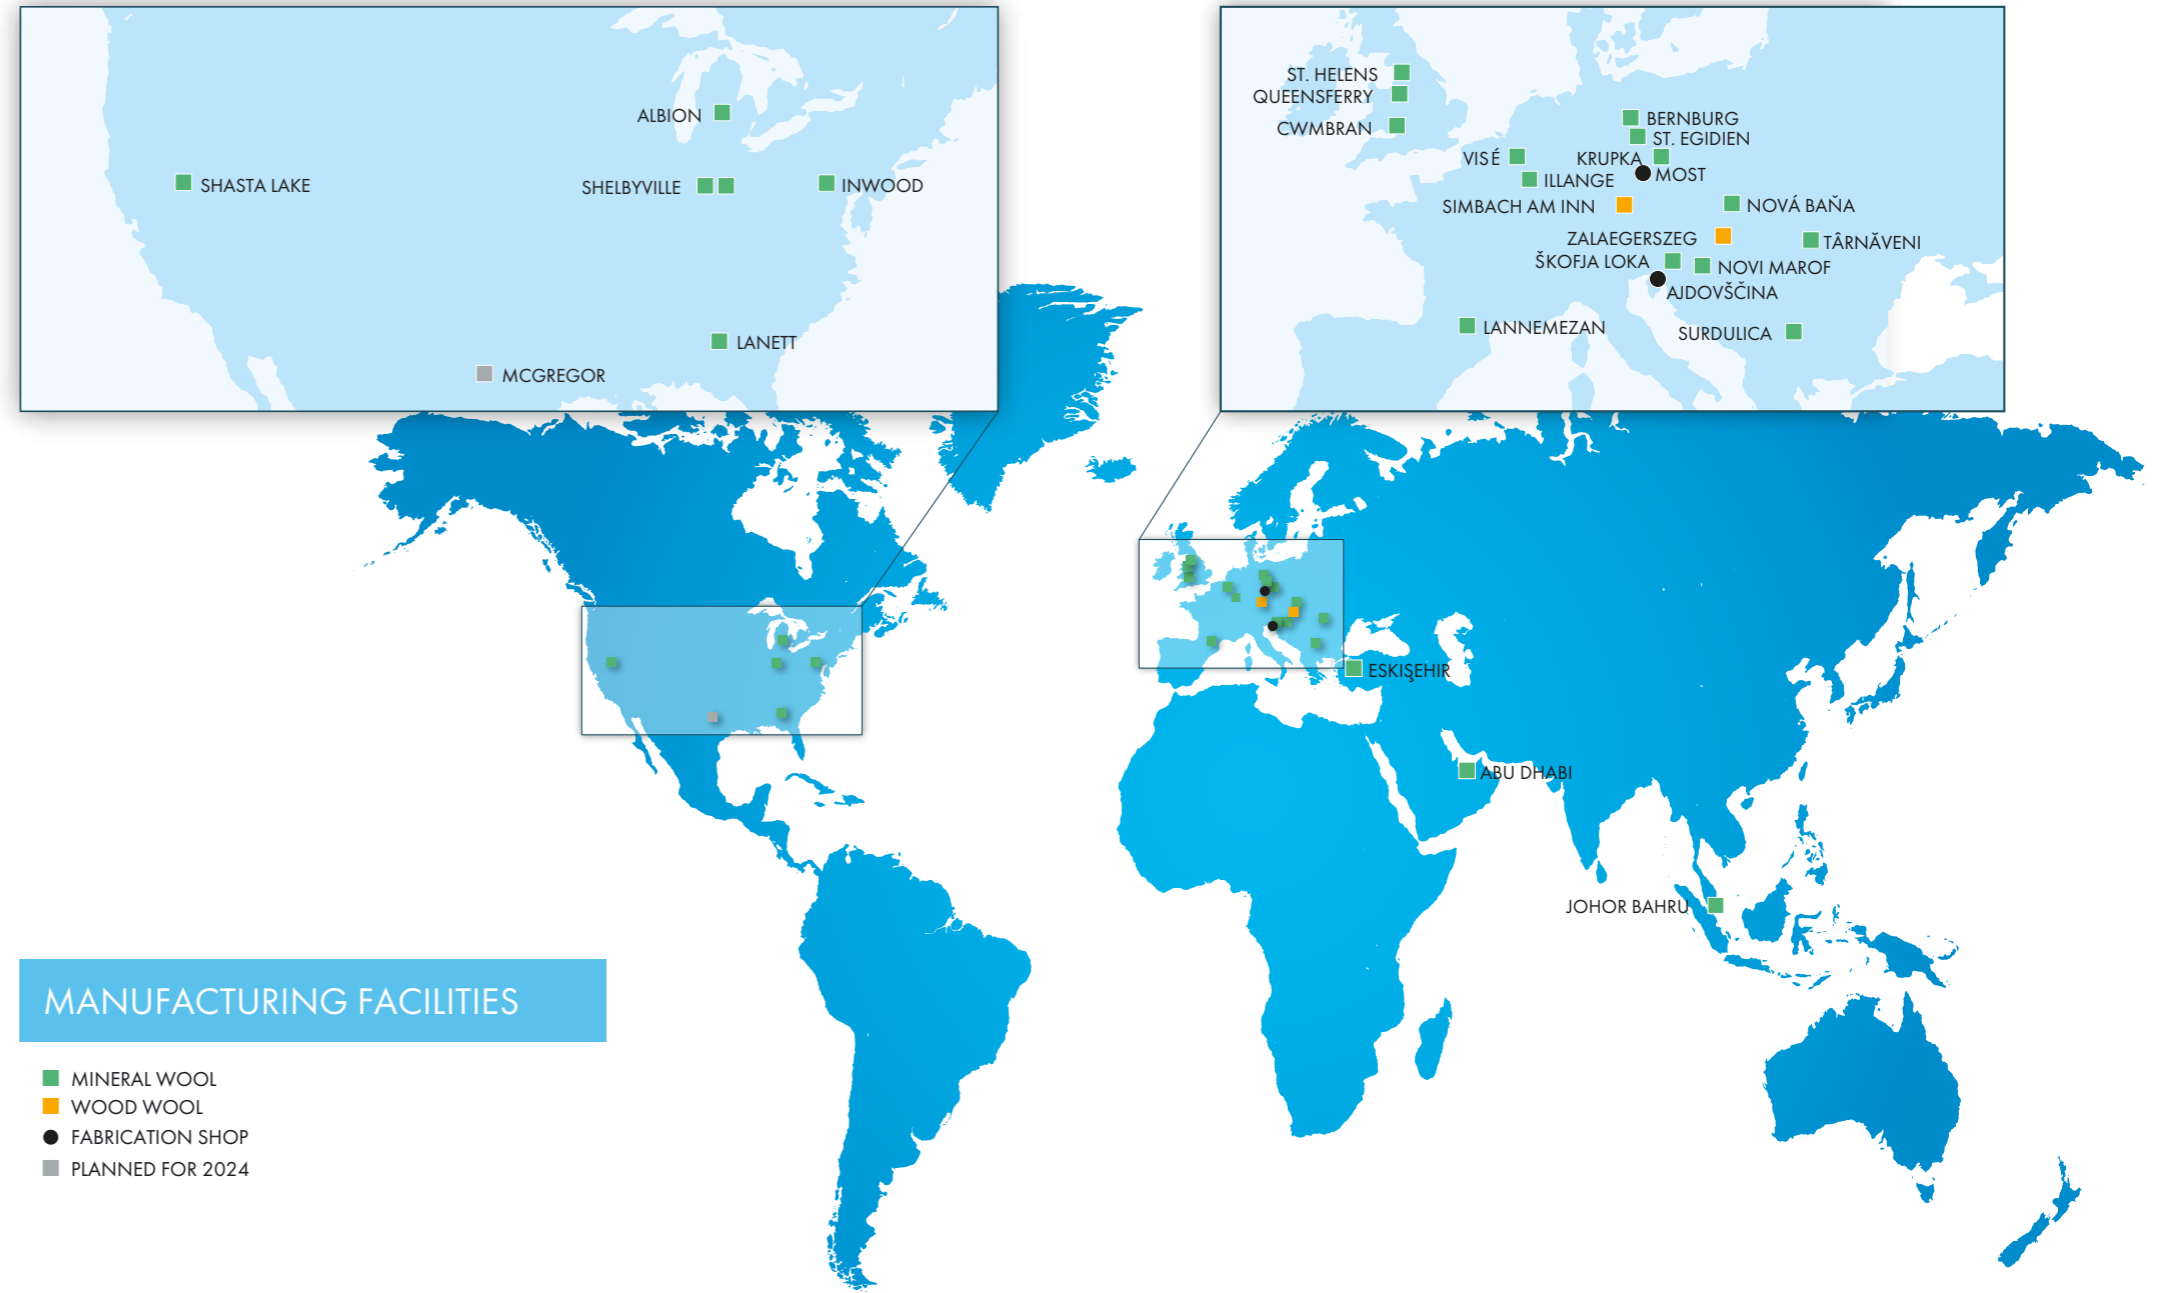 ALBION
SHASTA LAKE
SHELBYVILLE
INWOOD
LANETT
MCGREGOR
ST. HELENS
QUEENSFERRY
CWMBRAN
BERNBURG
ST. EGIDIEN
VISÉ
KRUPKA
MOST
ILLANGE
SIMBACH AM INN
NOVÁ BAŇA
ZALAEGERSZEG
TÂRNĂVENI
ŠKOFJA LOKA
NOVI MAROF
AJDOVŠČINA
LANNEMEZAN
SURDULICA
ESKIŞEHIR
ABU DHABI
JOHOR BAHRU
MANUFACTURING FACILITIES
MINERAL WOOL
WOOD WOOL
FABRICATION SHOP
PLANNED FOR 2024